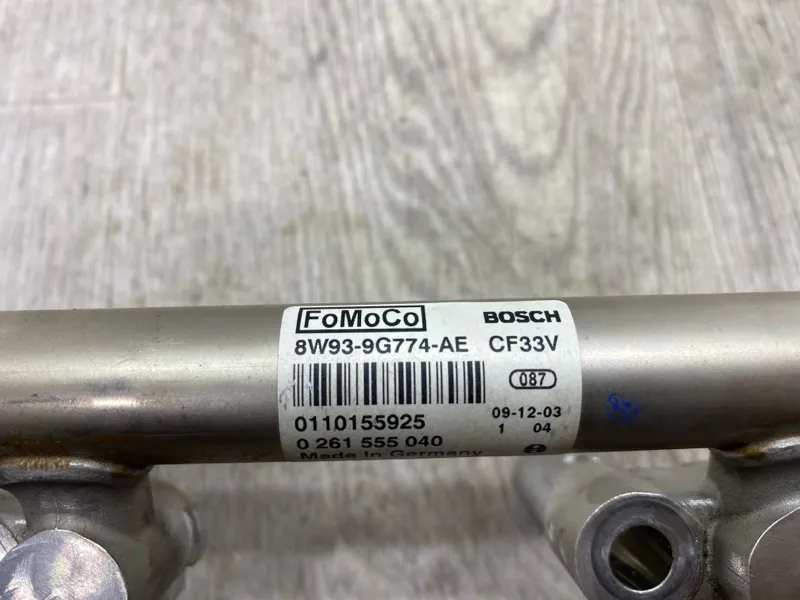 FoMoCo BOSCH
8W93-9G774-AE CF33V
087
0110155925 09-12-03
0 261 555 040 1 04
Made In Germany